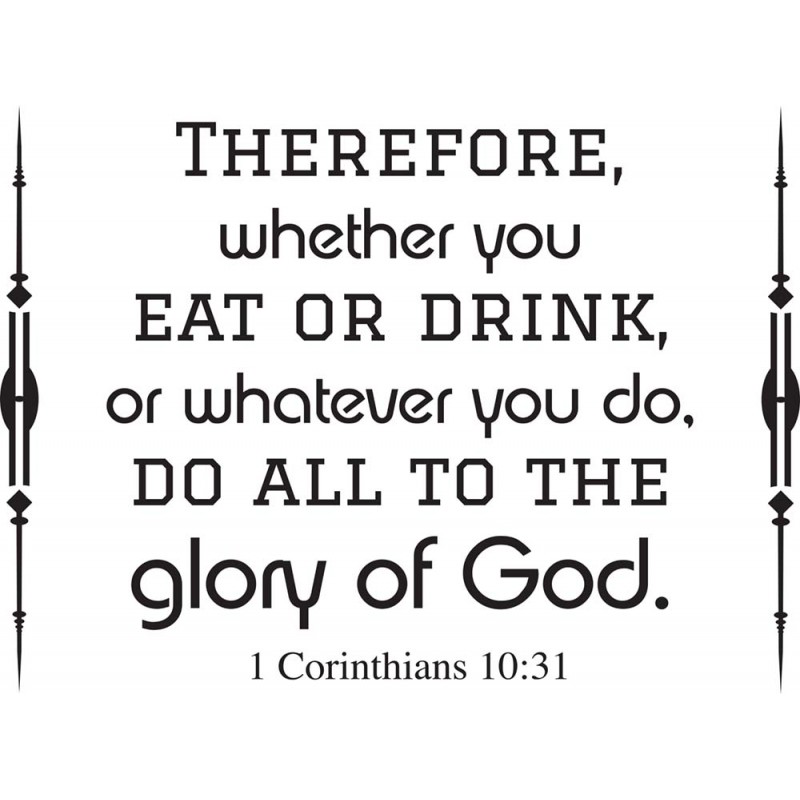 THEREFORE,
whether you
EAT OR DRINK,
or whatever you do,
DO ALL TO THE
glory of God.
1 Corinthians 10:31